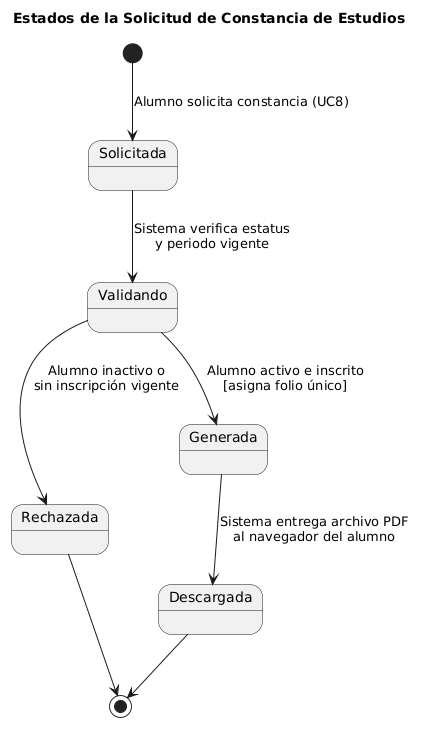 Estados de la Solicitud de Constancia de Estudios
Alumno solicita constancia (UC8)
Solicitada
Sistema verifica estatus
y periodo vigente
Validando
Alumno inactivo o
sin inscripción vigente
Alumno activo e inscrito
[asigna folio único]
Generada
Rechazada
Sistema entrega archivo PDF
al navegador del alumno
Descargada